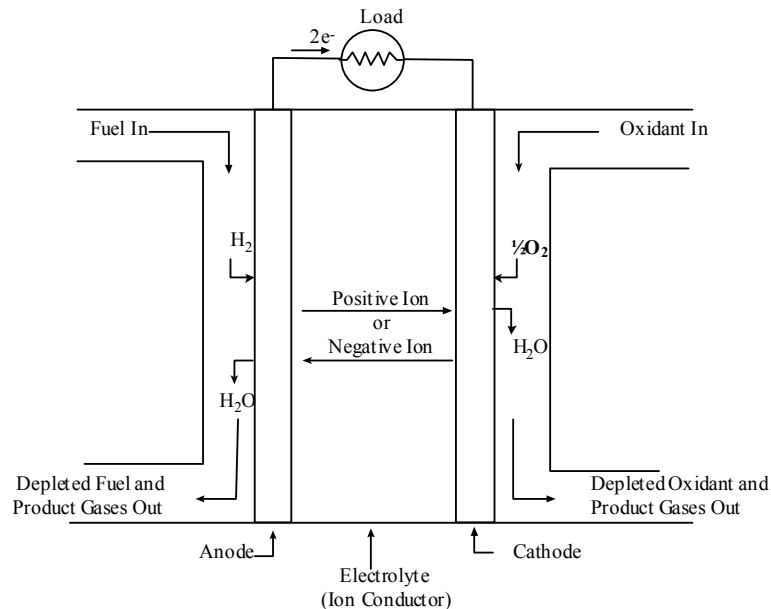 Load
2e-
Fuel In
Oxidant In
H2
½O2
Positive Ion
or
Negative Ion
H2O
H2O
Depleted Fuel and
Product Gases Out
Depleted Oxidant and
Product Gases Out
Anode
Cathode
Electrolyte
(Ion Conductor)